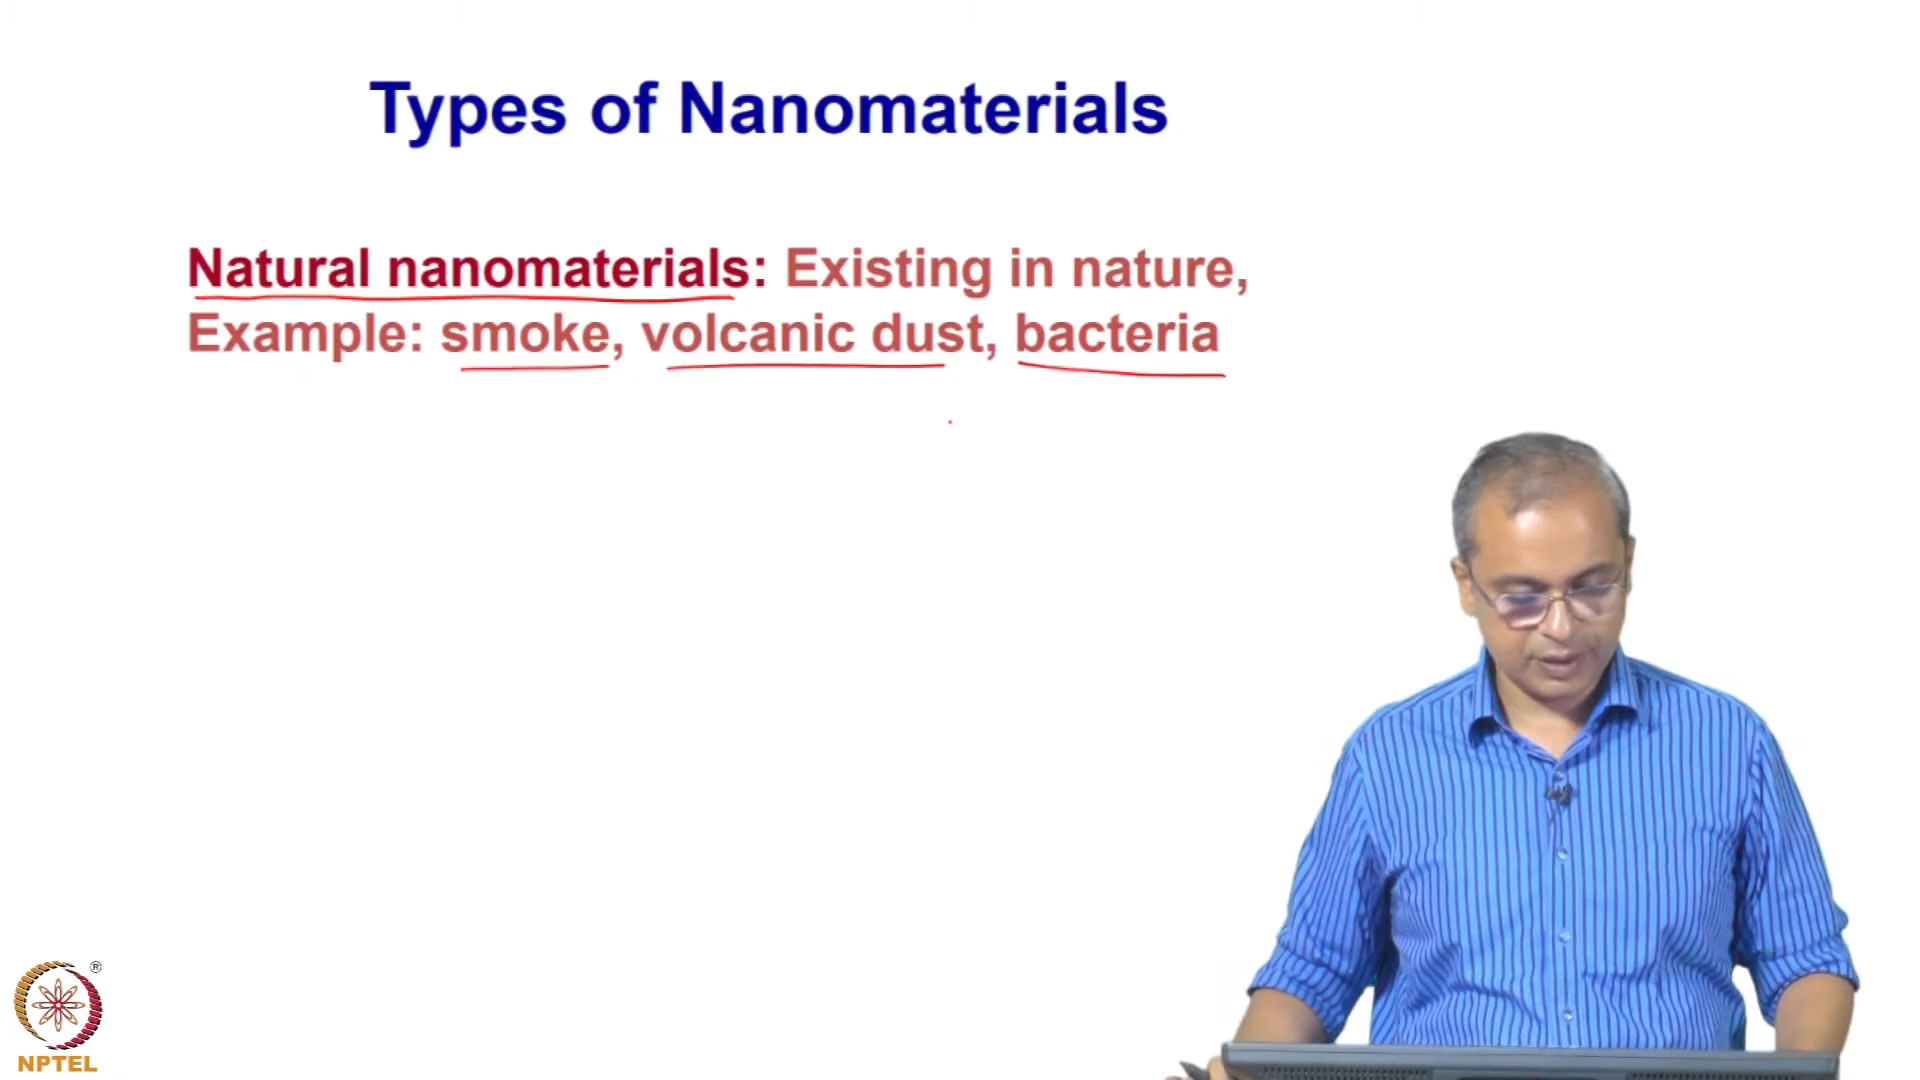 Types of Nanomaterials
Natural nanomaterials: Existing in nature,
Example: smoke, volcanic dust, bacteria
®
NPTEL